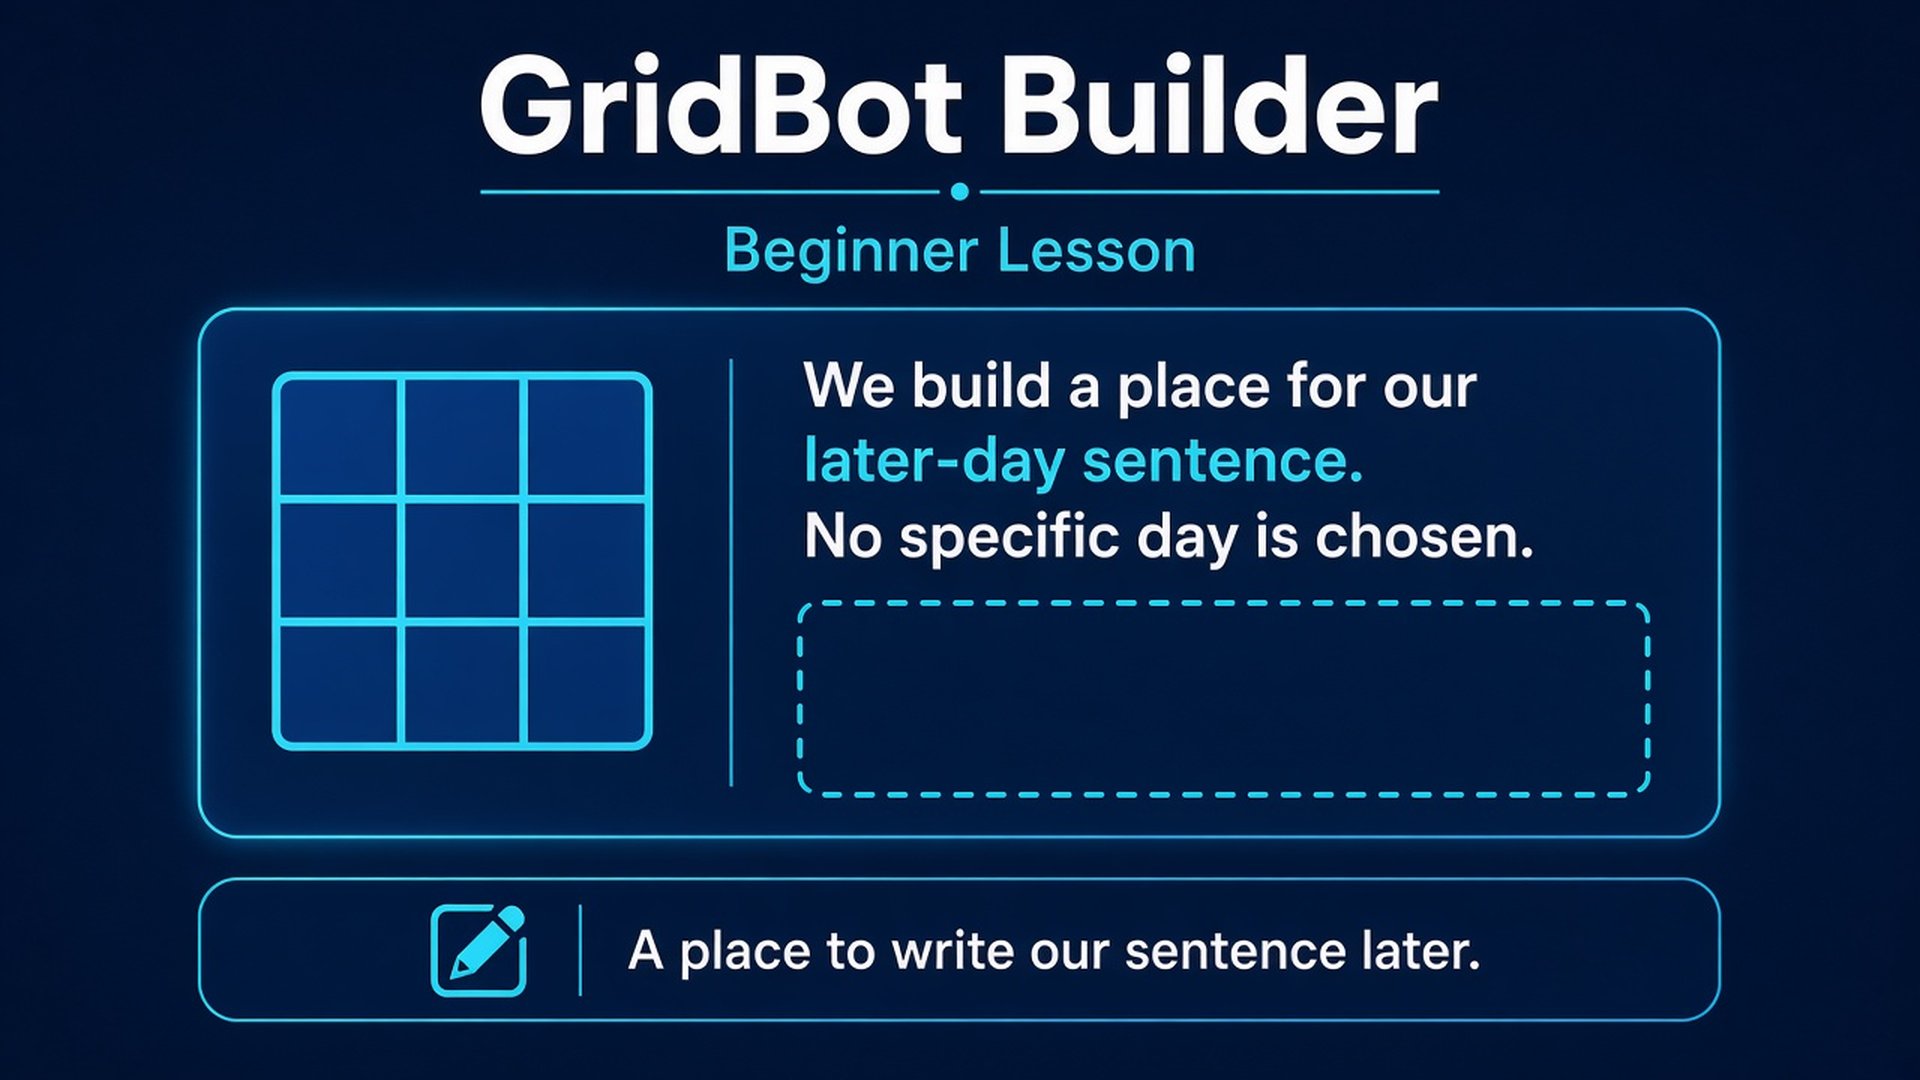 GridBot Builder
Beginner Lesson
We build a place for our
later-day sentence.
No specific day is chosen.
A place to write our sentence later.